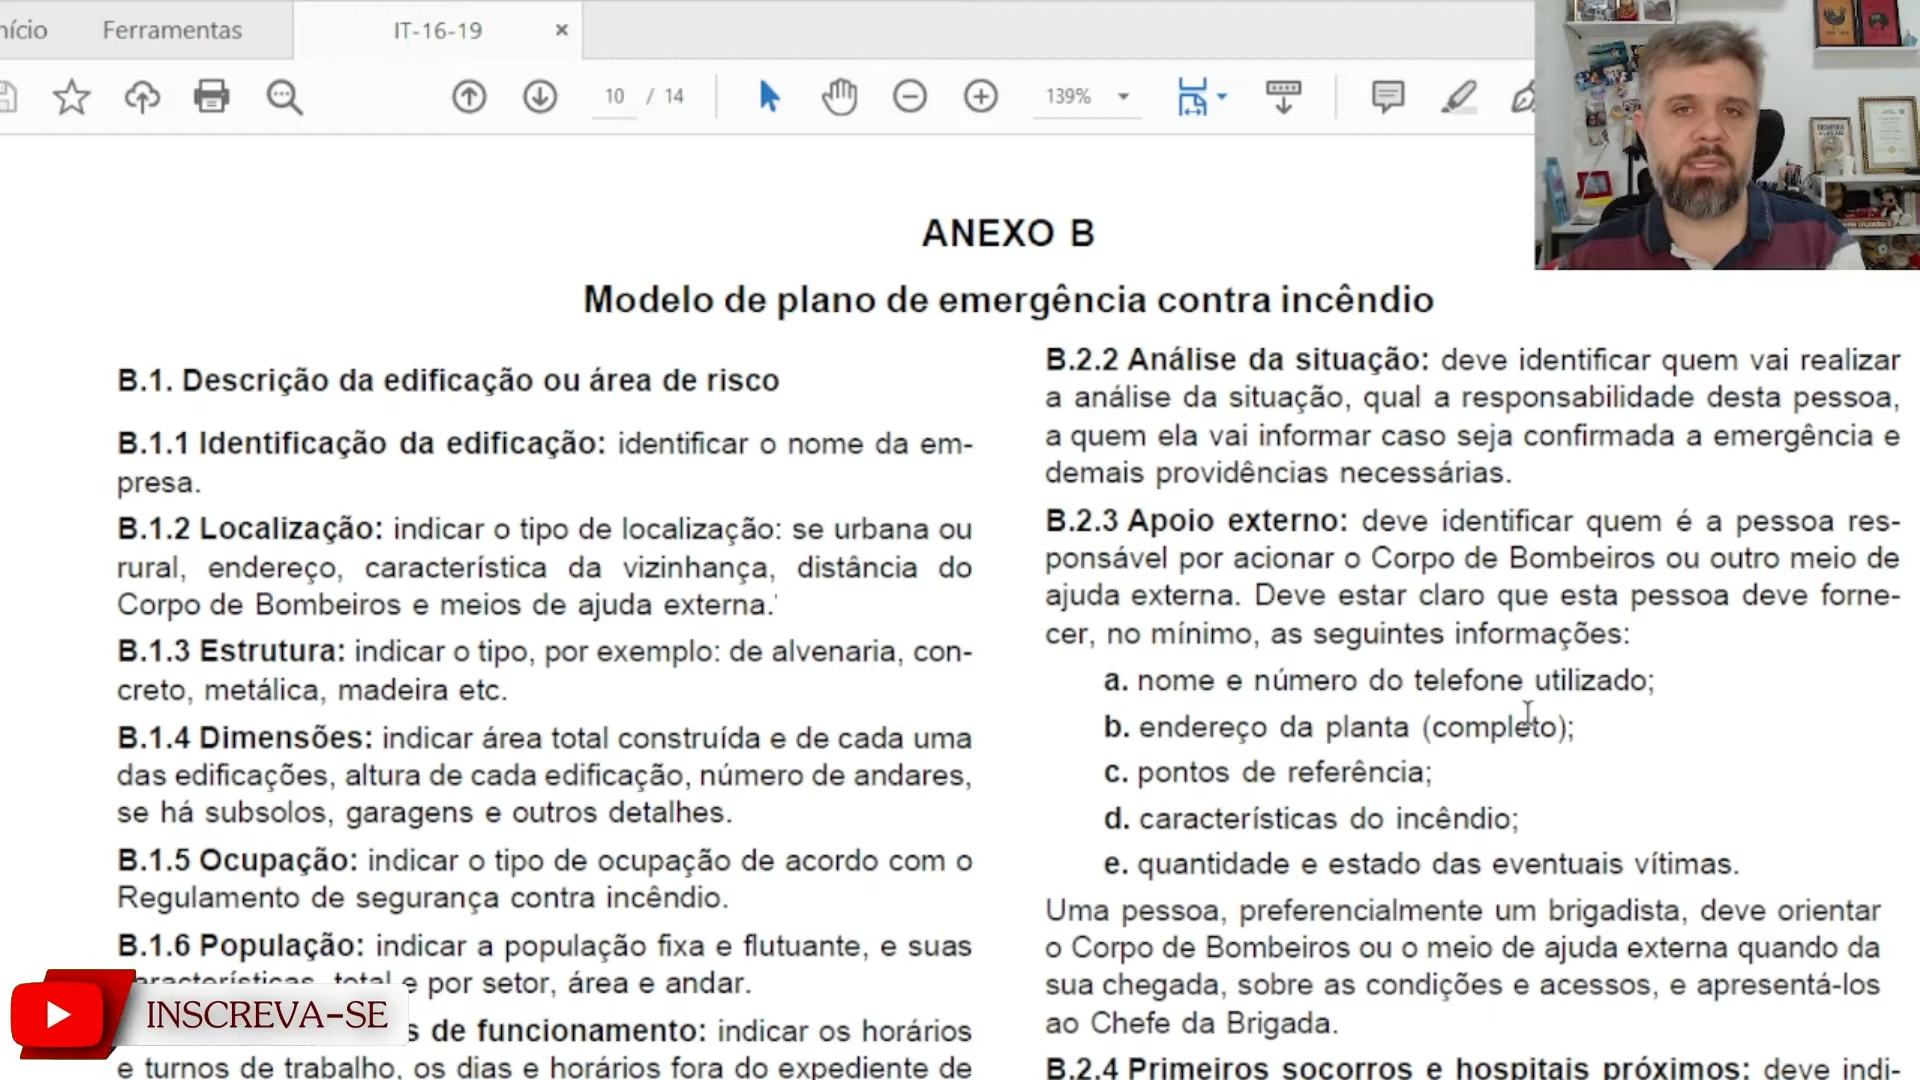 nício
Ferramentas
IT-16-19
×
10 / 14
139%
ANEXO B
Modelo de plano de emergência contra incêndio
B.1. Descrição da edificação ou área de risco
B.1.1 Identificação da edificação: identificar o nome da em-
presa.
B.1.2 Localização: indicar o tipo de localização: se urbana ou
rural, endereço, característica da vizinhança, distância do
Corpo de Bombeiros e meios de ajuda externa.
B.1.3 Estrutura: indicar o tipo, por exemplo: de alvenaria, con-
creto, metálica, madeira etc.
B.1.4 Dimensões: indicar área total construída e de cada uma
das edificações, altura de cada edificação, número de andares,
se há subsolos, garagens e outros detalhes.
B.1.5 Ocupação: indicar o tipo de ocupação de acordo com o
Regulamento de segurança contra incêndio.
B.1.6 População: indicar a população fixa e flutuante, e suas
características, total e por setor, área e andar.
s de funcionamento: indicar os horários
e turnos de trabalho, os dias e horários fora do expediente de
B.2.2 Análise da situação: deve identificar quem vai realizar
a análise da situação, qual a responsabilidade desta pessoa,
a quem ela vai informar caso seja confirmada a emergência e
demais providências necessárias.
B.2.3 Apoio externo: deve identificar quem é a pessoa res-
ponsável por acionar o Corpo de Bombeiros ou outro meio de
ajuda externa. Deve estar claro que esta pessoa deve forne-
cer, no mínimo, as seguintes informações:
a. nome e número do telefone utilizado;
b. endereço da planta (completo);
c. pontos de referência;
d. características do incêndio;
e. quantidade e estado das eventuais vítimas.
Uma pessoa, preferencialmente um brigadista, deve orientar
o Corpo de Bombeiros ou o meio de ajuda externa quando da
sua chegada, sobre as condições e acessos, e apresentá-los
ao Chefe da Brigada.
B.2.4 Primeiros socorros e hospitais próximos: deve indi-
INSCREVA-SE